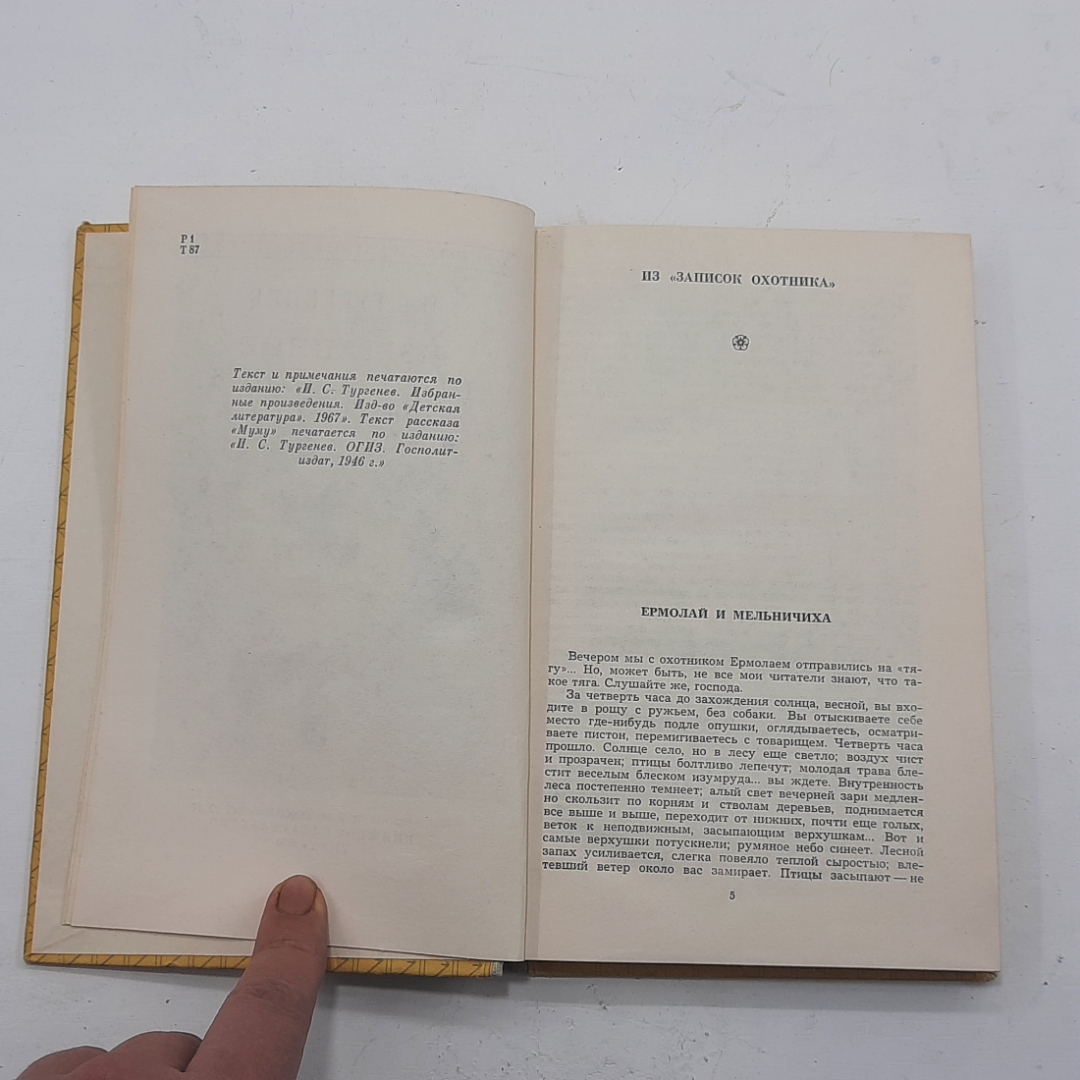 Р1
Т87
Текст и примечания печатаются по
изданию: «И. С. Тургенев. Избран-
ные произведения. Изд-во «Детская
литература». 1967». Текст рассказа
«Муму» печатается по изданию:
«И. С. Тургенев. ОГИЗ. Госполит-
издат, 1946 г.»
ИЗ «ЗАПИСОК ОХОТНИКА»
ЕРМОЛАЙ И МЕЛЬНИЧИХА
Вечером мы с охотником Ермолаем отправились на «тя-
гу»... Но, может быть, не все мои читатели знают, что та-
кое тяга. Слушайте же, господа.
За четверть часа до захождения солнца, весной, вы вхо-
дите в рощу с ружьем, без собаки. Вы отыскиваете себе
место где-нибудь подле опушки, оглядываетесь, осматри-
ваете пистон, перемигиваетесь с товарищем. Четверть часа
прошло. Солнце село, но в лесу еще светло; воздух чист
и прозрачен; птицы болтливо лепечут; молодая трава бле-
стит веселым блеском изумруда... вы ждете. Внутренность
леса постепенно темнеет; алый свет вечерней зари медлен-
но скользит по корням и стволам деревьев, поднимается
все выше и выше, переходит от нижних, почти еще голых,
веток к неподвижным, засыпающим верхушкам... Вот и
самые верхушки потускнели; румяное небо синеет. Лесной
запах усиливается, слегка повеяло теплой сыростью; вле-
тевший ветер около вас замирает. Птицы засыпают — не
5